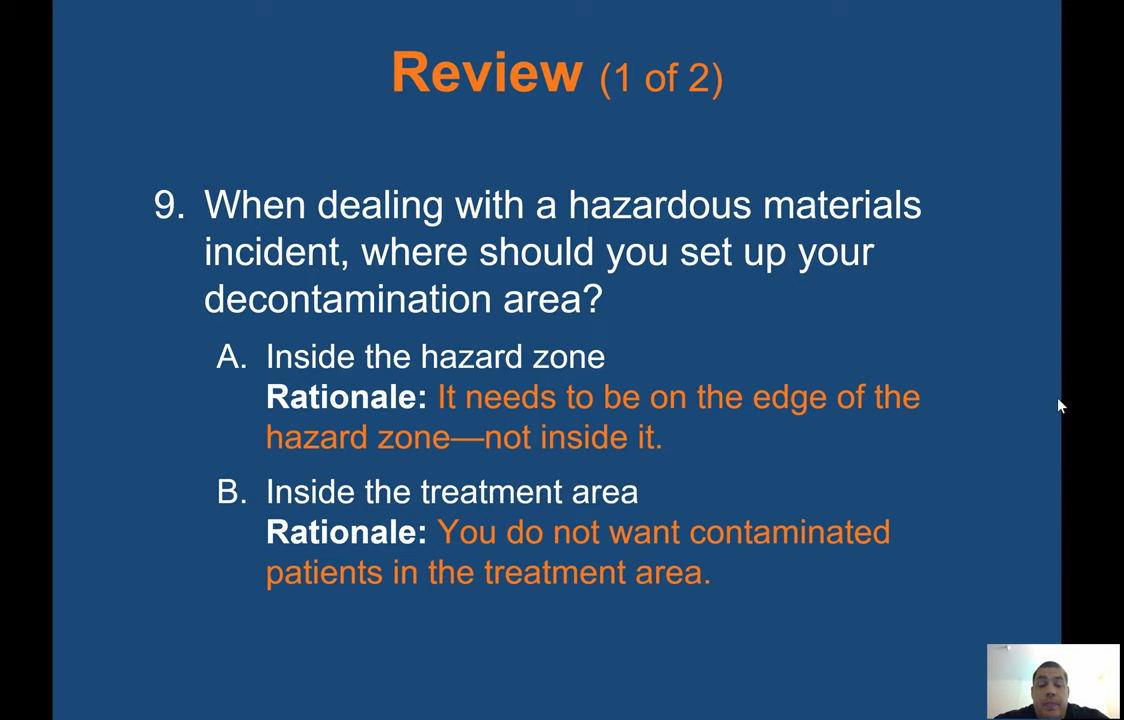 Review (1 of 2)
9. When dealing with a hazardous materials
incident, where should you set up your
decontamination area?
A. Inside the hazard zone
Rationale: It needs to be on the edge of the
hazard zone—not inside it.
B. Inside the treatment area
Rationale: You do not want contaminated
patients in the treatment area.